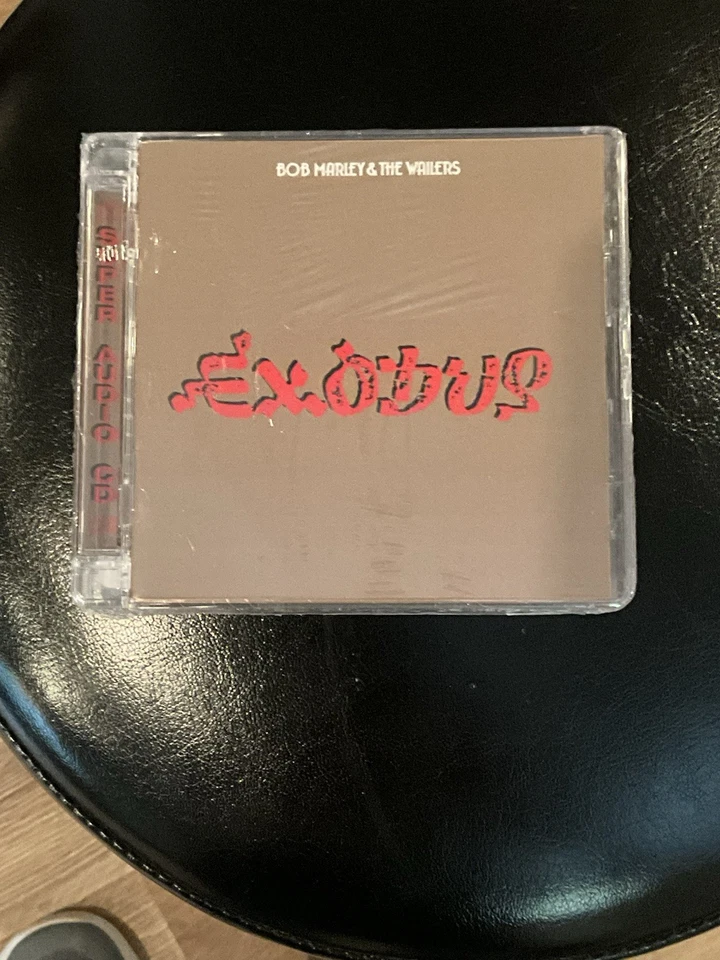 BOB MARLEY & THE WAILERS
EXODUS
SUPER AUDIO CD